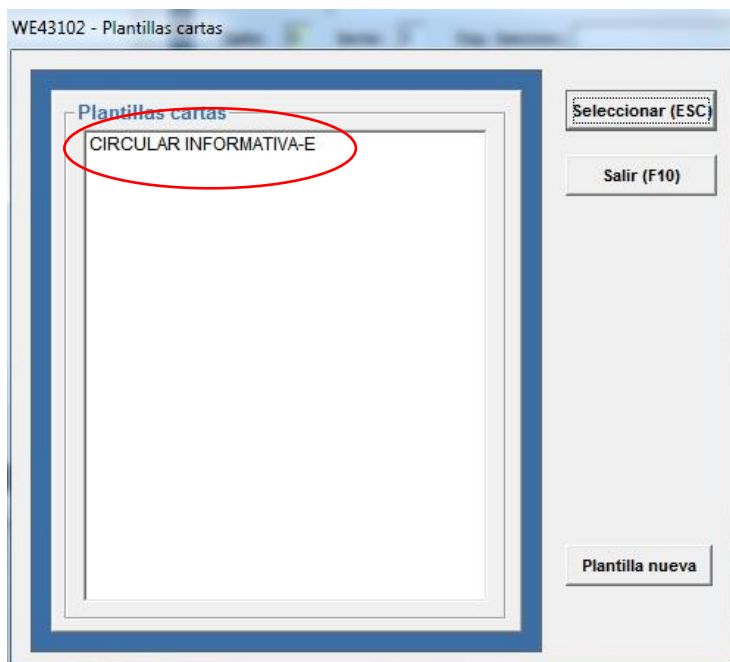 WE43102 - Plantillas cartas
Plantillas cartas
CIRCULAR INFORMATIVA-E
Seleccionar (ESC)
Salir (F10)
Plantilla nueva